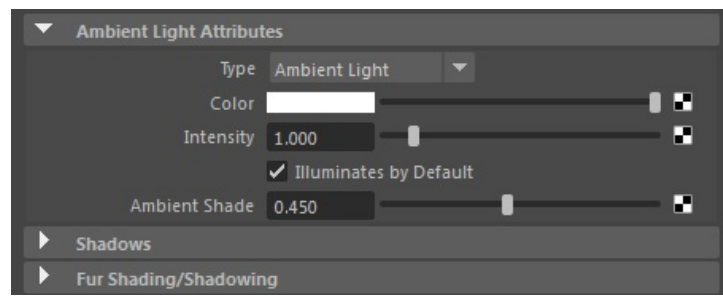 Ambient Light Attributes
Type Ambient Light
Color
Intensity 1.000
Illuminates by Default
Ambient Shade 0.450
Shadows
Fur Shading/Shadowing